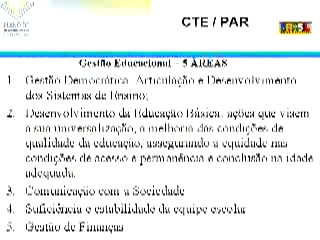 CTE / PAR
Gestão Educacional – 5 ÁREAS
1. Gestão Democrática: Articulação e Desenvolvimento
dos Sistemas de Ensino;
2. Desenvolvimento da Educação Básica: ações que visem
a sua universalização, a melhoria das condições de
qualidade da educação, assegurando a equidade nas
condições de acesso e permanência e conclusão na idade
adequada.
3. Comunicação com a Sociedade
4. Suficiência e estabilidade da equipe escolar
5. Gestão de Finanças